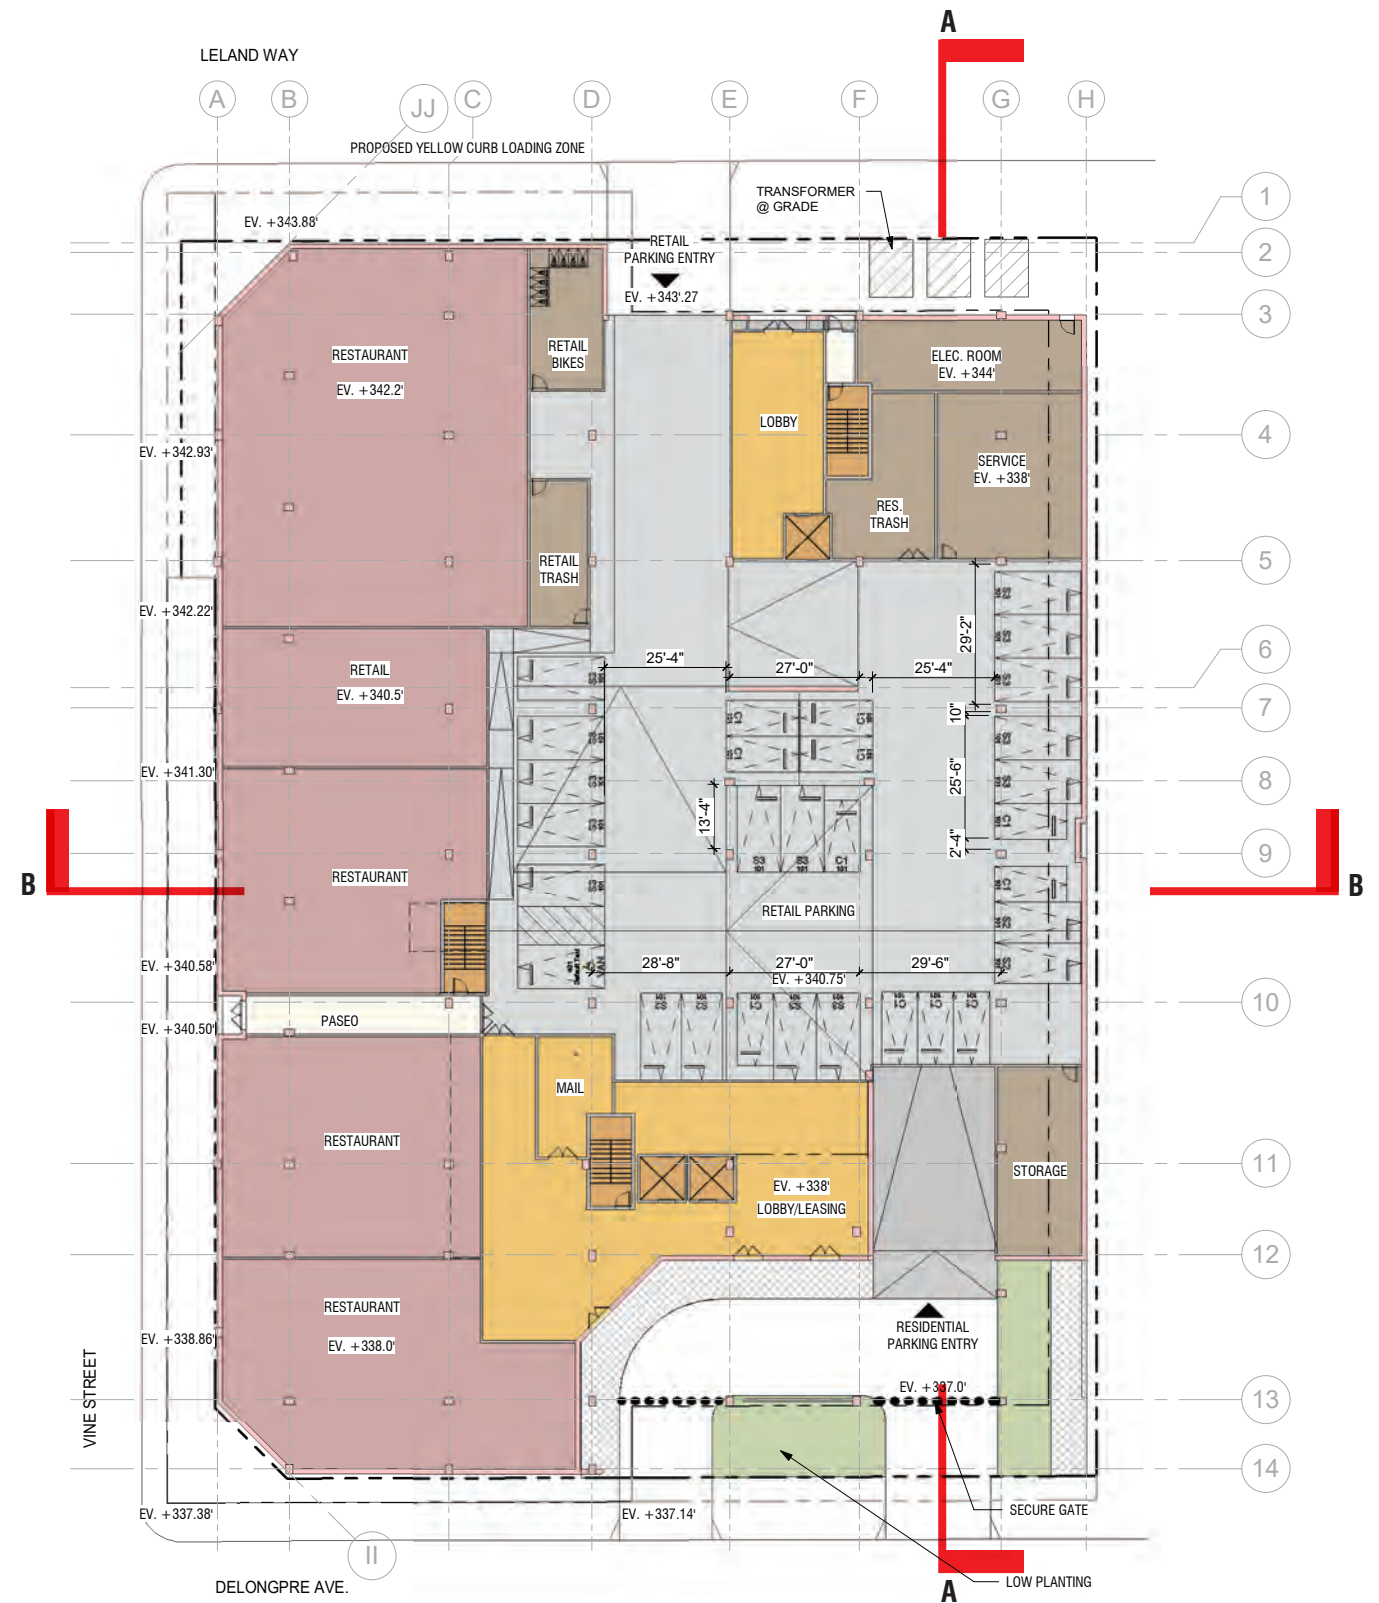 A
LELAND WAY
A
B
JJ
C
D
E
F
G
H
PROPOSED YELLOW CURB LOADING ZONE
TRANSFORMER
@ GRADE
1
EV. +343.88'
RETAIL
PARKING ENTRY
2
EV. +343'.27
3
RESTAURANT
RETAIL
BIKES
ELEC. ROOM
EV. +344'
EV. +342.2'
LOBBY
4
EV. +342.93'
SERVICE
EV. +338'
RES.
TRASH
5
RETAIL
TRASH
EV. +342.22'
29'-2"
6
RETAIL
25'-4"
27'-0"
25'-4"
EV. +340.5'
7
10"
EV. +341.30'
8
25'-6"
13'-4"
2'-4"
9
S3
101
S3
101
C1
101
B
B
RESTAURANT
RETAIL PARKING
EV. +340.58'
28'-8"
27'-0"
29'-6"
EV. +340.75'
VAN
10
PASEO
EV. +340.50'
MAIL
RESTAURANT
11
STORAGE
EV. +338'
LOBBY/LEASING
12
RESTAURANT
RESIDENTIAL
PARKING ENTRY
EV. +338.86'
EV. +338.0'
VINE STREET
EV. +337.0'
13
14
EV. +337.38'
EV. +337.14'
SECURE GATE
II
LOW PLANTING
DELONGPRE AVE.
A